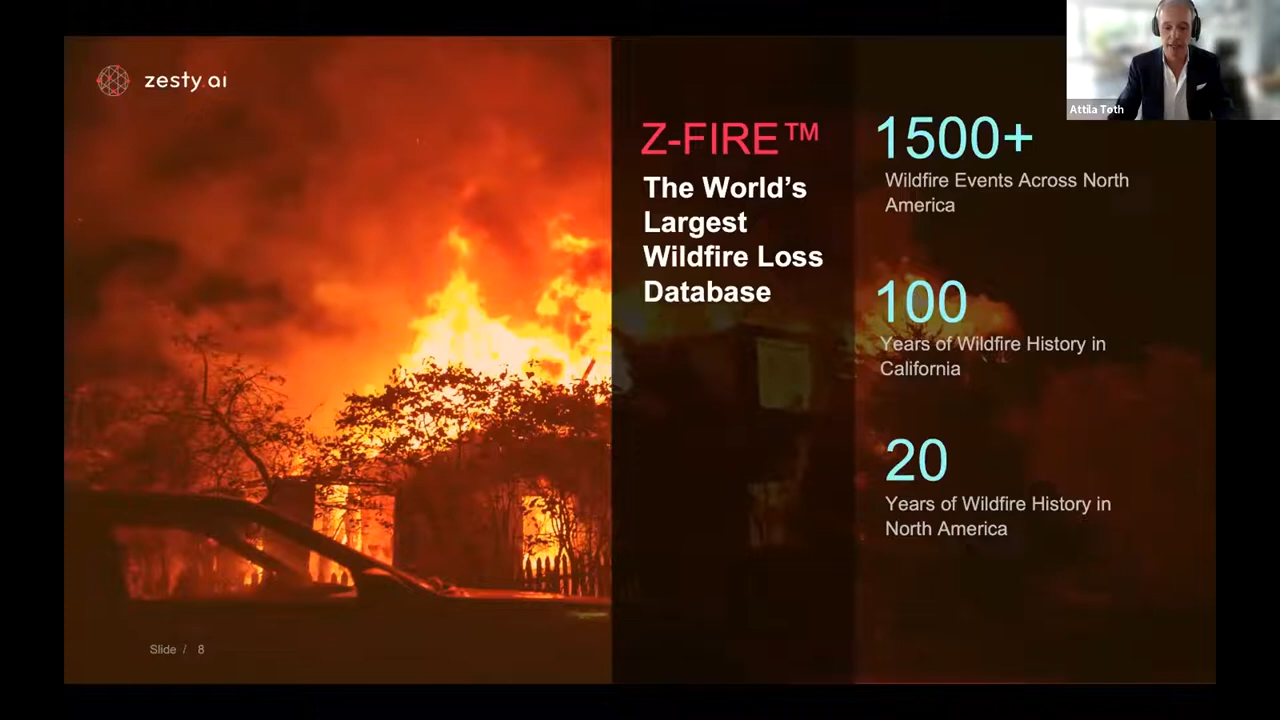 zesty.ai
Z-FIRE™
The World's
Largest
Wildfire Loss
Database
1500+
Wildfire Events Across North
America
100
Years of Wildfire History in
California
20
Years of Wildfire History in
North America
Attila Toth
Slide / 8